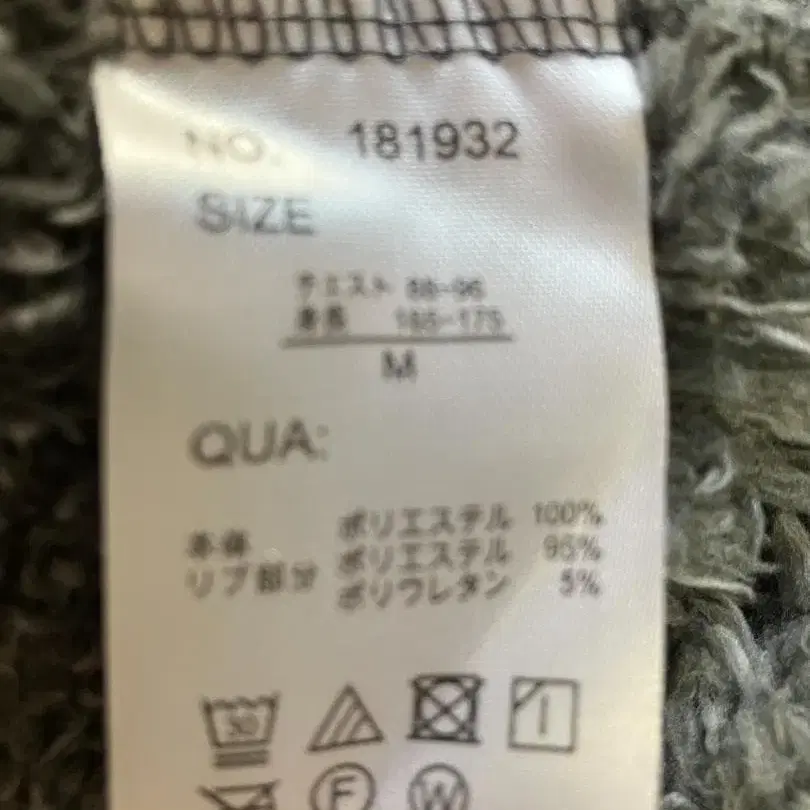 NO. 181932
SIZE
チェスト 88-96
身長 165-175
M
QUA:
本体 ポリエステル 100%
リブ部分 ポリエステル 95%
ポリウレタン 5%
30
F W